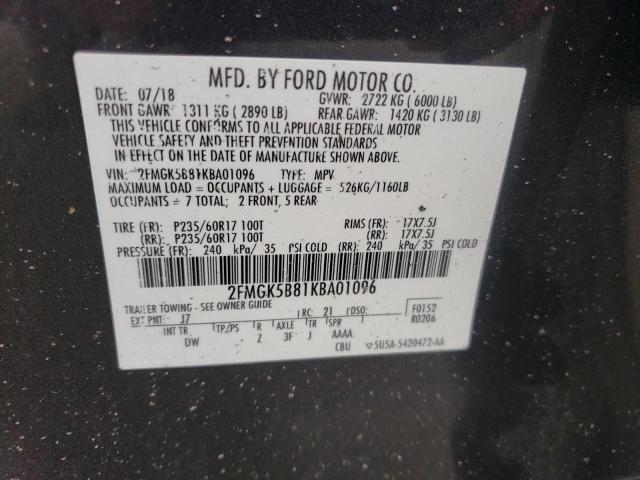 MFD. BY FORD MOTOR CO.
DATE: 07/18 GVWR: 2722 KG ( 6000 LB)
FRONT GAWR: 1311 KG ( 2890 LB) REAR GAWR: 1420 KG ( 3130 LB)
THIS VEHICLE CONFORMS TO ALL APPLICABLE FEDERAL MOTOR
VEHICLE SAFETY AND THEFT PREVENTION STANDARDS
IN EFFECT ON THE DATE OF MANUFACTURE SHOWN ABOVE.
VIN: 2FMGK5B81KBA01096 TYPE: MPV
MAXIMUM LOAD = OCCUPANTS + LUGGAGE = 526KG/1160LB
OCCUPANTS = 7 TOTAL; 2 FRONT, 5 REAR
TIRE (FR): P235/60R17 100T RIMS (FR): 17X7.5J
(RR): P235/60R17 100T (RR): 17X7.5J
PRESSURE (FR): 240 kPa/ 35 PSI COLD (RR): 240 kPa/ 35 PSI COLD
2FMGK5B81KBA01096
TRAILER TOWING - SEE OWNER GUIDE RC: 21 DSO: F0152
EXT PNT: J7 R0206
INT TR TP/PS R AXLE TR SPR
DW Z 3F J AAAA
CBU 5U5A-5420472-AA